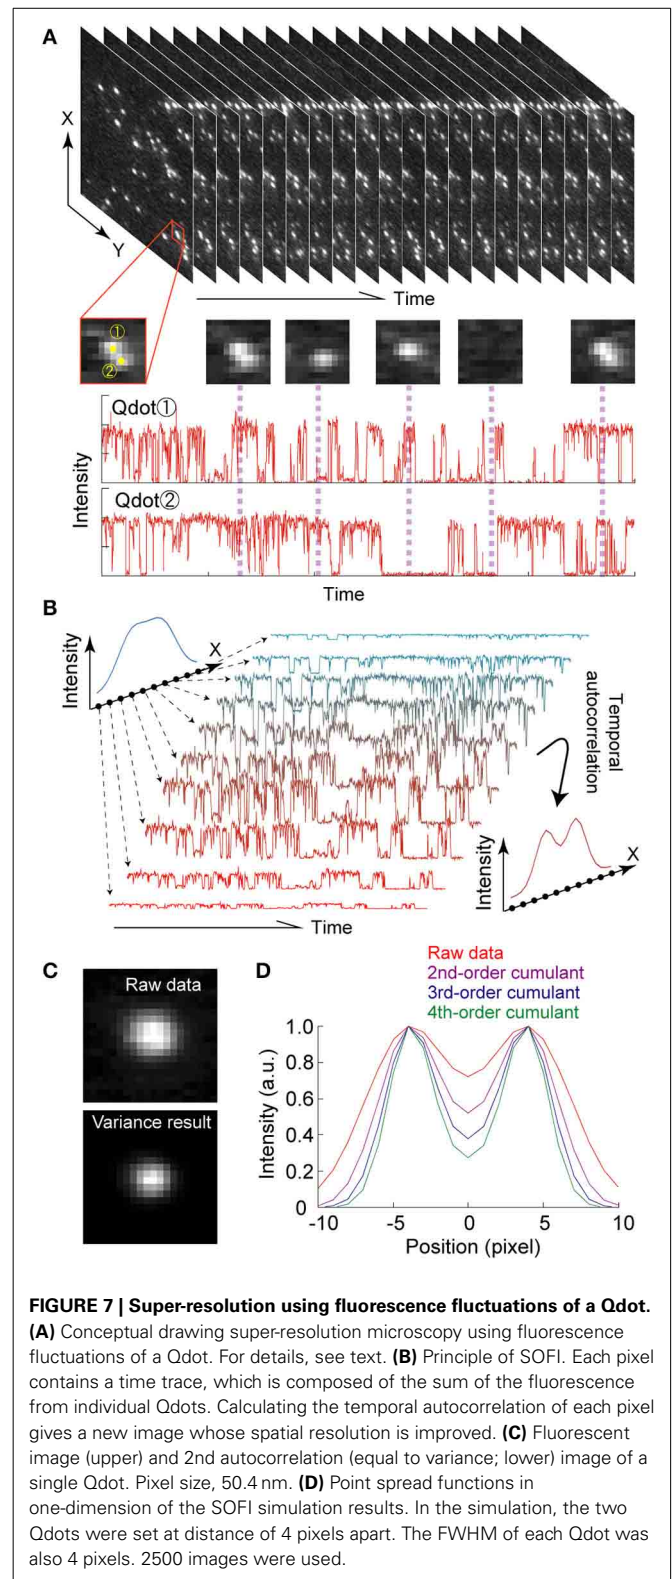 A
X
Y
Time
①
②
Qdot①
Qdot②
Intensity
Time
B
Intensity
X
Temporal
autocorrelation
Intensity
X
Time
C
Raw data
Variance result
D
Raw data
2nd-order cumulant
3rd-order cumulant
4th-order cumulant
Intensity (a.u.)
1.0
0.8
0.6
0.4
0.2
0
-10
-5
0
5
10
Position (pixel)
FIGURE 7 | Super-resolution using fluorescence fluctuations of a Qdot.
(A) Conceptual drawing super-resolution microscopy using fluorescence
fluctuations of a Qdot. For details, see text. (B) Principle of SOFI. Each pixel
contains a time trace, which is composed of the sum of the fluorescence
from individual Qdots. Calculating the temporal autocorrelation of each pixel
gives a new image whose spatial resolution is improved. (C) Fluorescent
image (upper) and 2nd autocorrelation (equal to variance; lower) image of a
single Qdot. Pixel size, 50.4 nm. (D) Point spread functions in
one-dimension of the SOFI simulation results. In the simulation, the two
Qdots were set at distance of 4 pixels apart. The FWHM of each Qdot was
also 4 pixels. 2500 images were used.